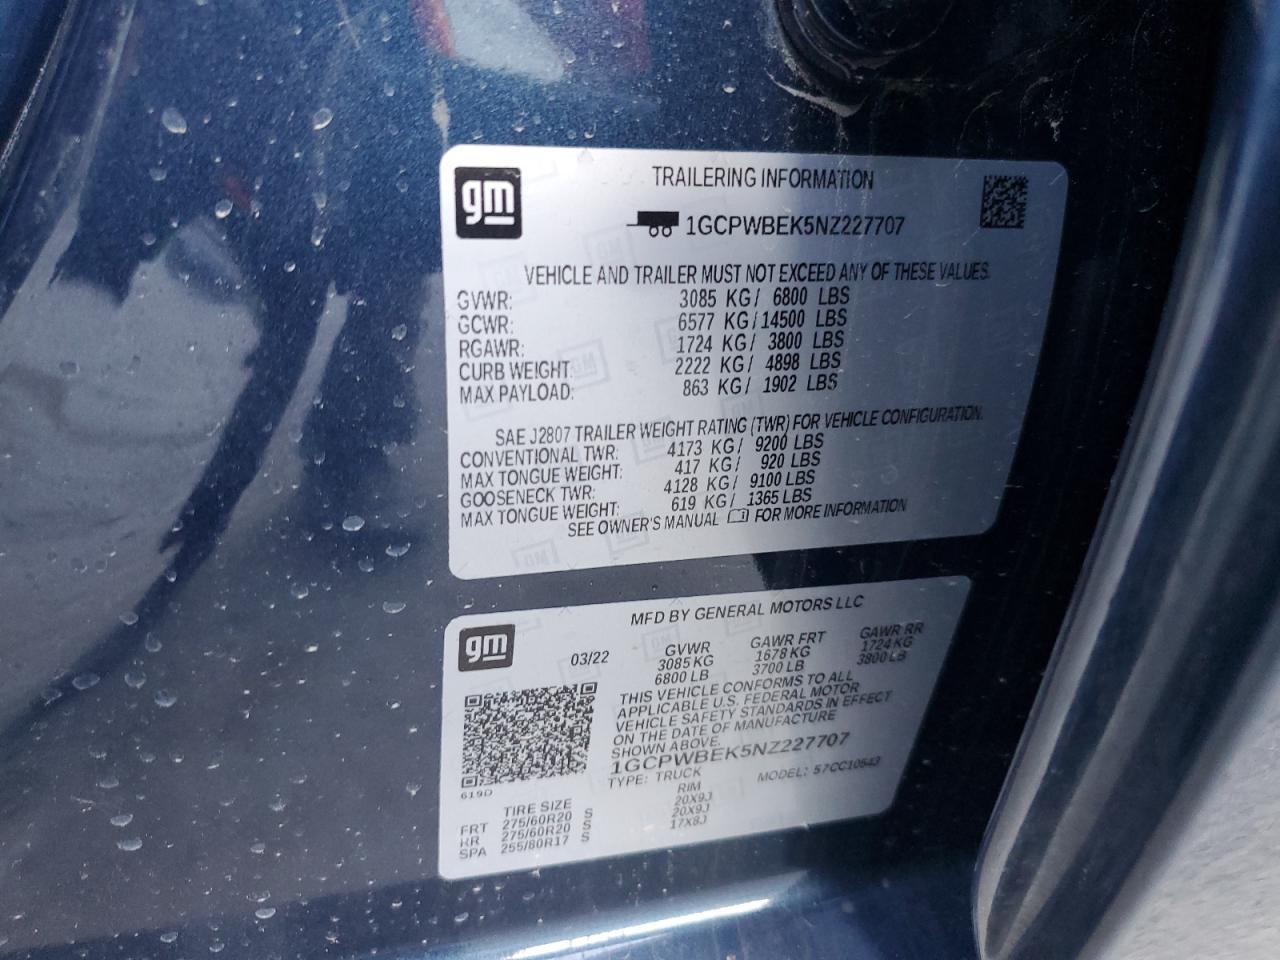 gm
TRAILERING INFORMATION
1GCPWBEK5NZ227707
VEHICLE AND TRAILER MUST NOT EXCEED ANY OF THESE VALUES.
GVWR: 3085 KG/ 6800 LBS
GCWR: 6577 KG/14500 LBS
RGAWR: 1724 KG/ 3800 LBS
CURB WEIGHT: 2222 KG/ 4898 LBS
MAX PAYLOAD: 863 KG/ 1902 LBS
SAE J2807 TRAILER WEIGHT RATING (TWR) FOR VEHICLE CONFIGURATION.
CONVENTIONAL TWR: 4173 KG/ 9200 LBS
MAX TONGUE WEIGHT: 417 KG/ 920 LBS
GOOSENECK TWR: 4128 KG/ 9100 LBS
MAX TONGUE WEIGHT: 619 KG/ 1365 LBS
SEE OWNER'S MANUAL FOR MORE INFORMATION
gm
MFD BY GENERAL MOTORS LLC
03/22
GVWR GAWR FRT GAWR RR
3085 KG 1678 KG 1724 KG
6800 LB 3700 LB 3800 LB
THIS VEHICLE CONFORMS TO ALL
APPLICABLE U.S. FEDERAL MOTOR
VEHICLE SAFETY STANDARDS IN EFFECT
ON THE DATE OF MANUFACTURE
SHOWN ABOVE.
1GCPWBEK5NZ227707
TYPE: TRUCK MODEL: 57CC10543
619D
TIRE SIZE RIM
FRT 275/60R20 S 20X9J
RR 275/60R20 S 20X9J
SPA 255/80R17 S 17X8J